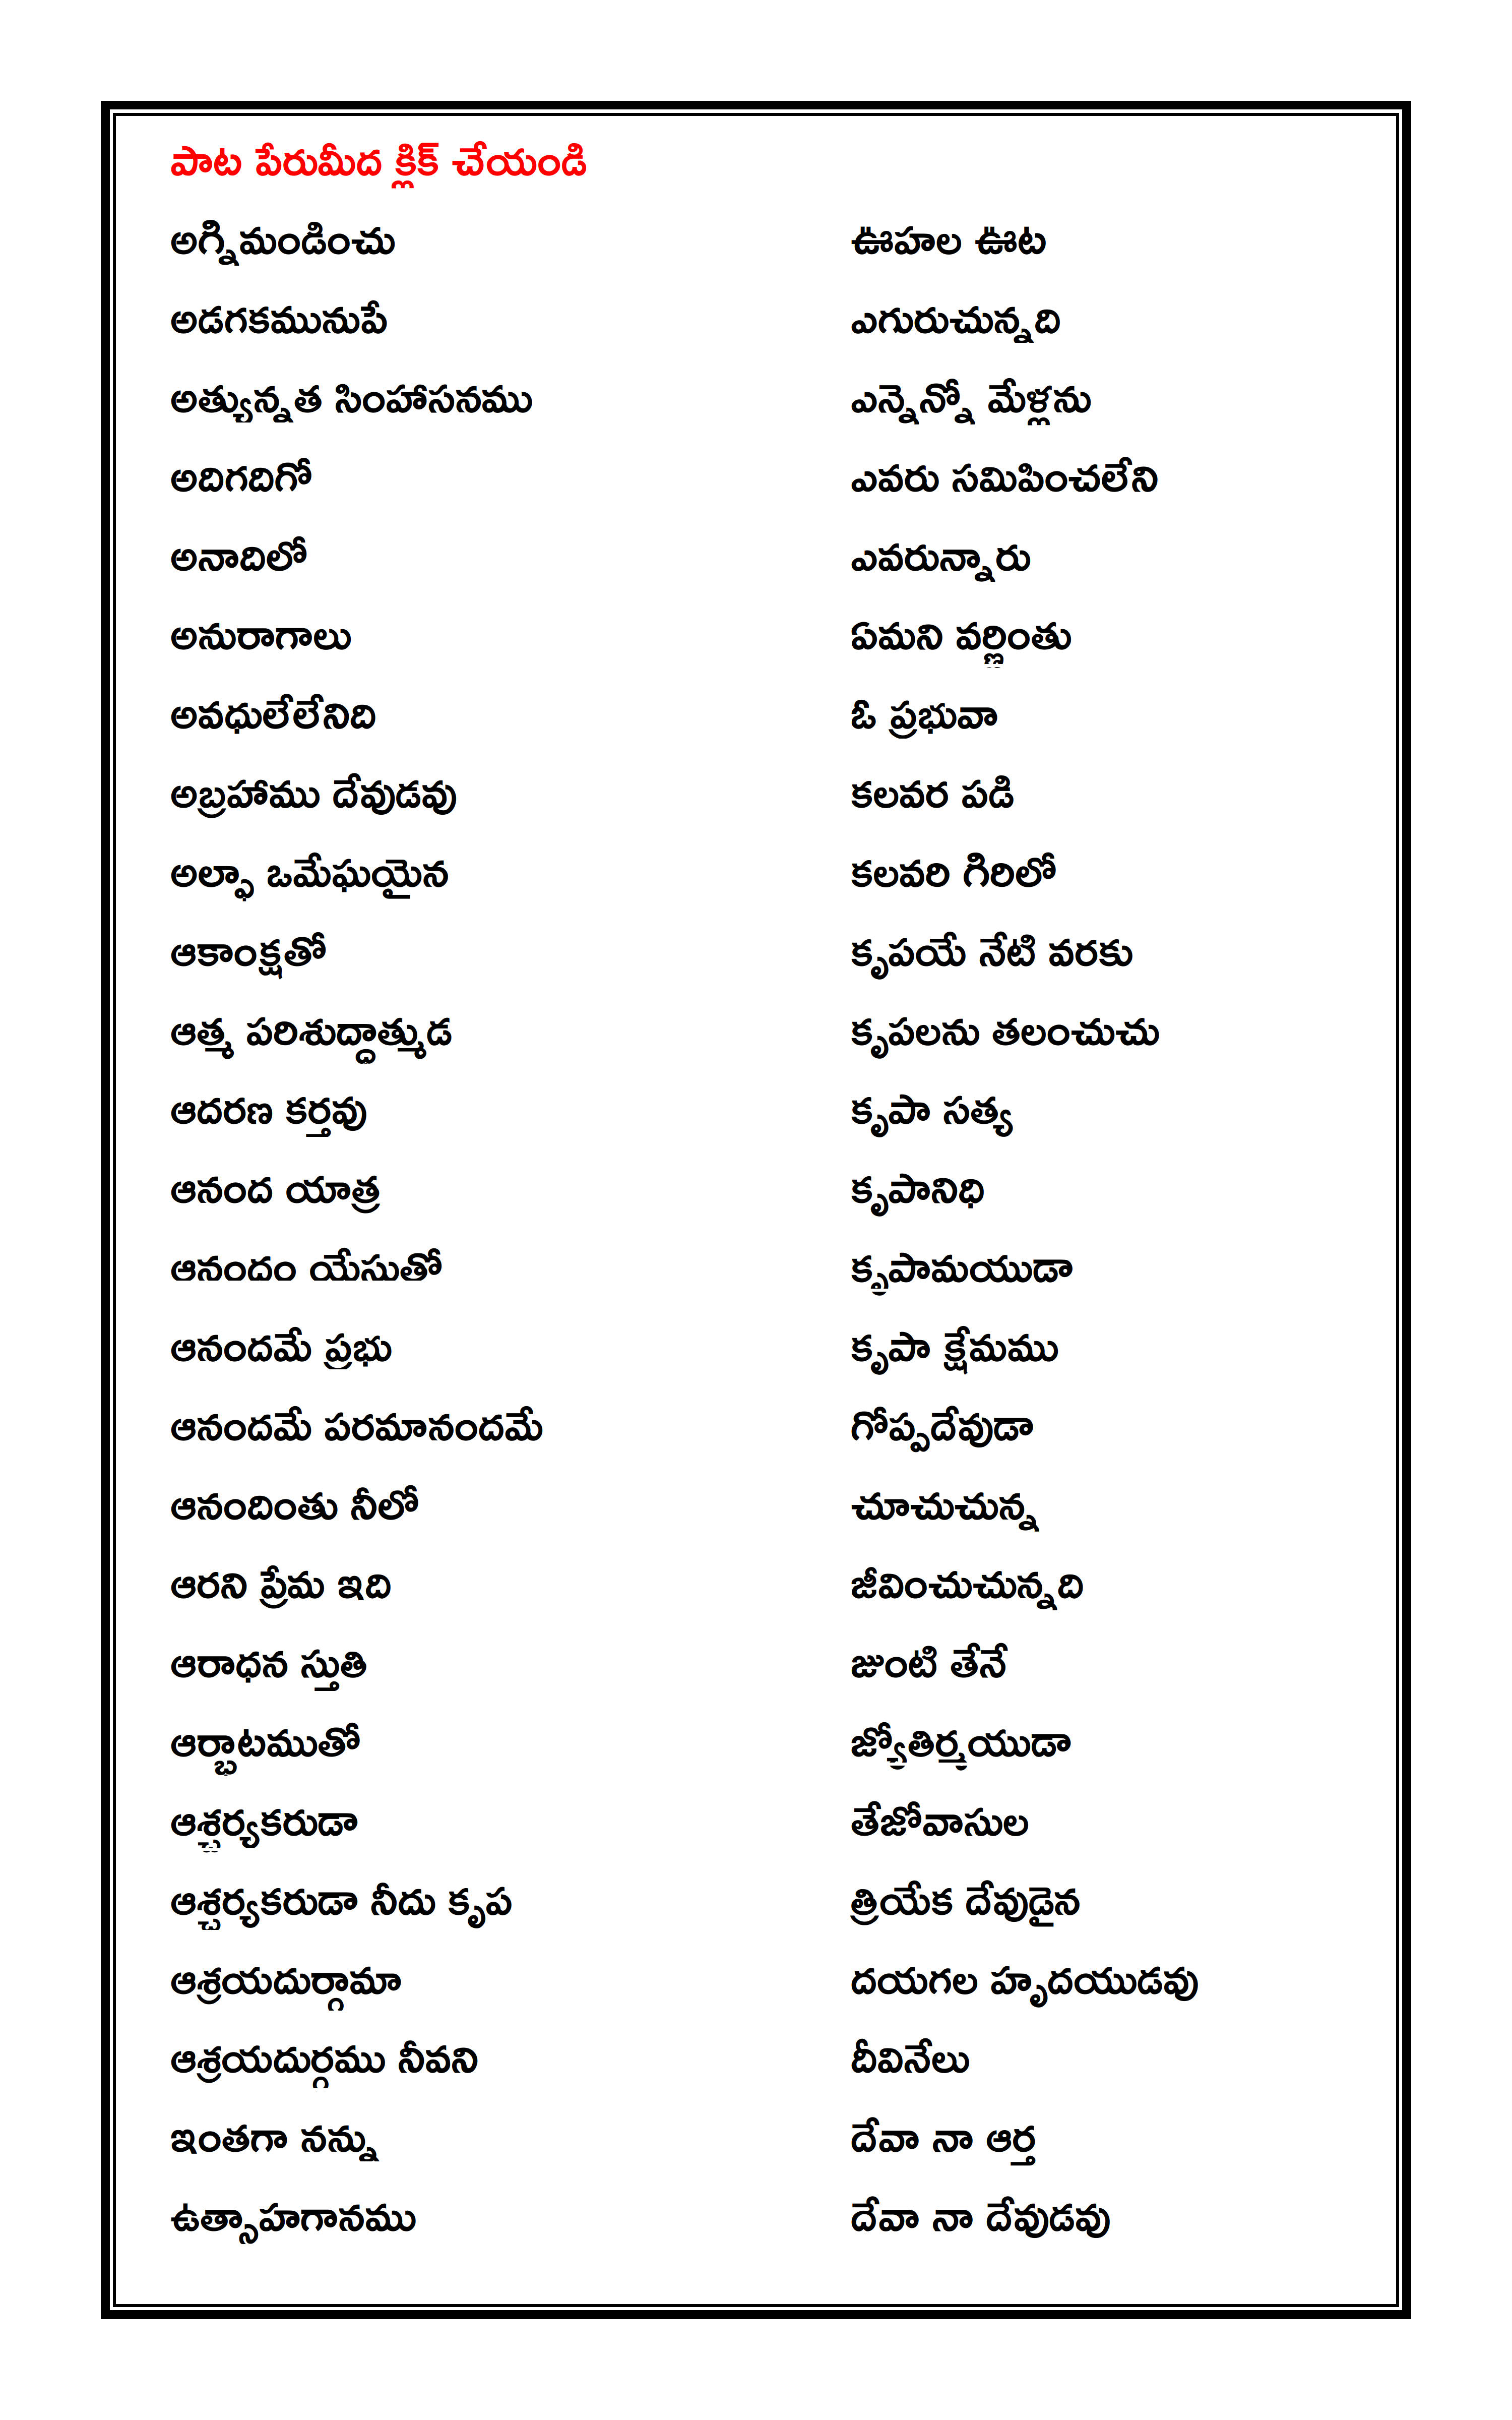 పాట పేరుమీద క్లిక్ చేయండి
అగ్నిమండించు
అడగకమునుపే
అత్యున్నత సింహాసనము
అదిగదిగో
అనాదిలో
అనురాగాలు
అవధులేలేనిది
అబ్రహాము దేవుడవు
అల్ఫా ఒమేఘయైన
ఆకాంక్షతో
ఆత్మ పరిశుద్ధాత్ముడ
ఆదరణ కర్తవు
ఆనంద యాత్ర
ఆనందం యేసుతో
ఆనందమే ప్రభు
ఆనందమే పరమానందమే
ఆనందింతు నీలో
ఆరని ప్రేమ ఇది
ఆరాధన స్తుతి
ఆర్భాటముతో
ఆశ్చర్యకరుడా
ఆశ్చర్యకరుడా నీదు కృప
ఆశ్రయదుర్గామా
ఆశ్రయదుర్గము నీవని
ఇంతగా నన్ను
ఉత్సాహగానము
ఊహల ఊట
ఎగురుచున్నది
ఎన్నెన్నో మేళ్లను
ఎవరు సమిపించలేని
ఎవరున్నారు
ఏమని వర్ణింతు
ఓ ప్రభువా
కలవర పడి
కలవరి గిరిలో
కృపయే నేటి వరకు
కృపలను తలంచుచు
కృపా సత్య
కృపానిధి
కృపామయుడా
కృపా క్షేమము
గోప్పదేవుడా
చూచుచున్న
జీవించుచున్నది
జుంటి తేనే
జ్యోతిర్మయుడా
తేజోవాసుల
త్రియేక దేవుడైన
దయగల హృదయుడవు
దీవినేలు
దేవా నా ఆర్త
దేవా నా దేవుడవు